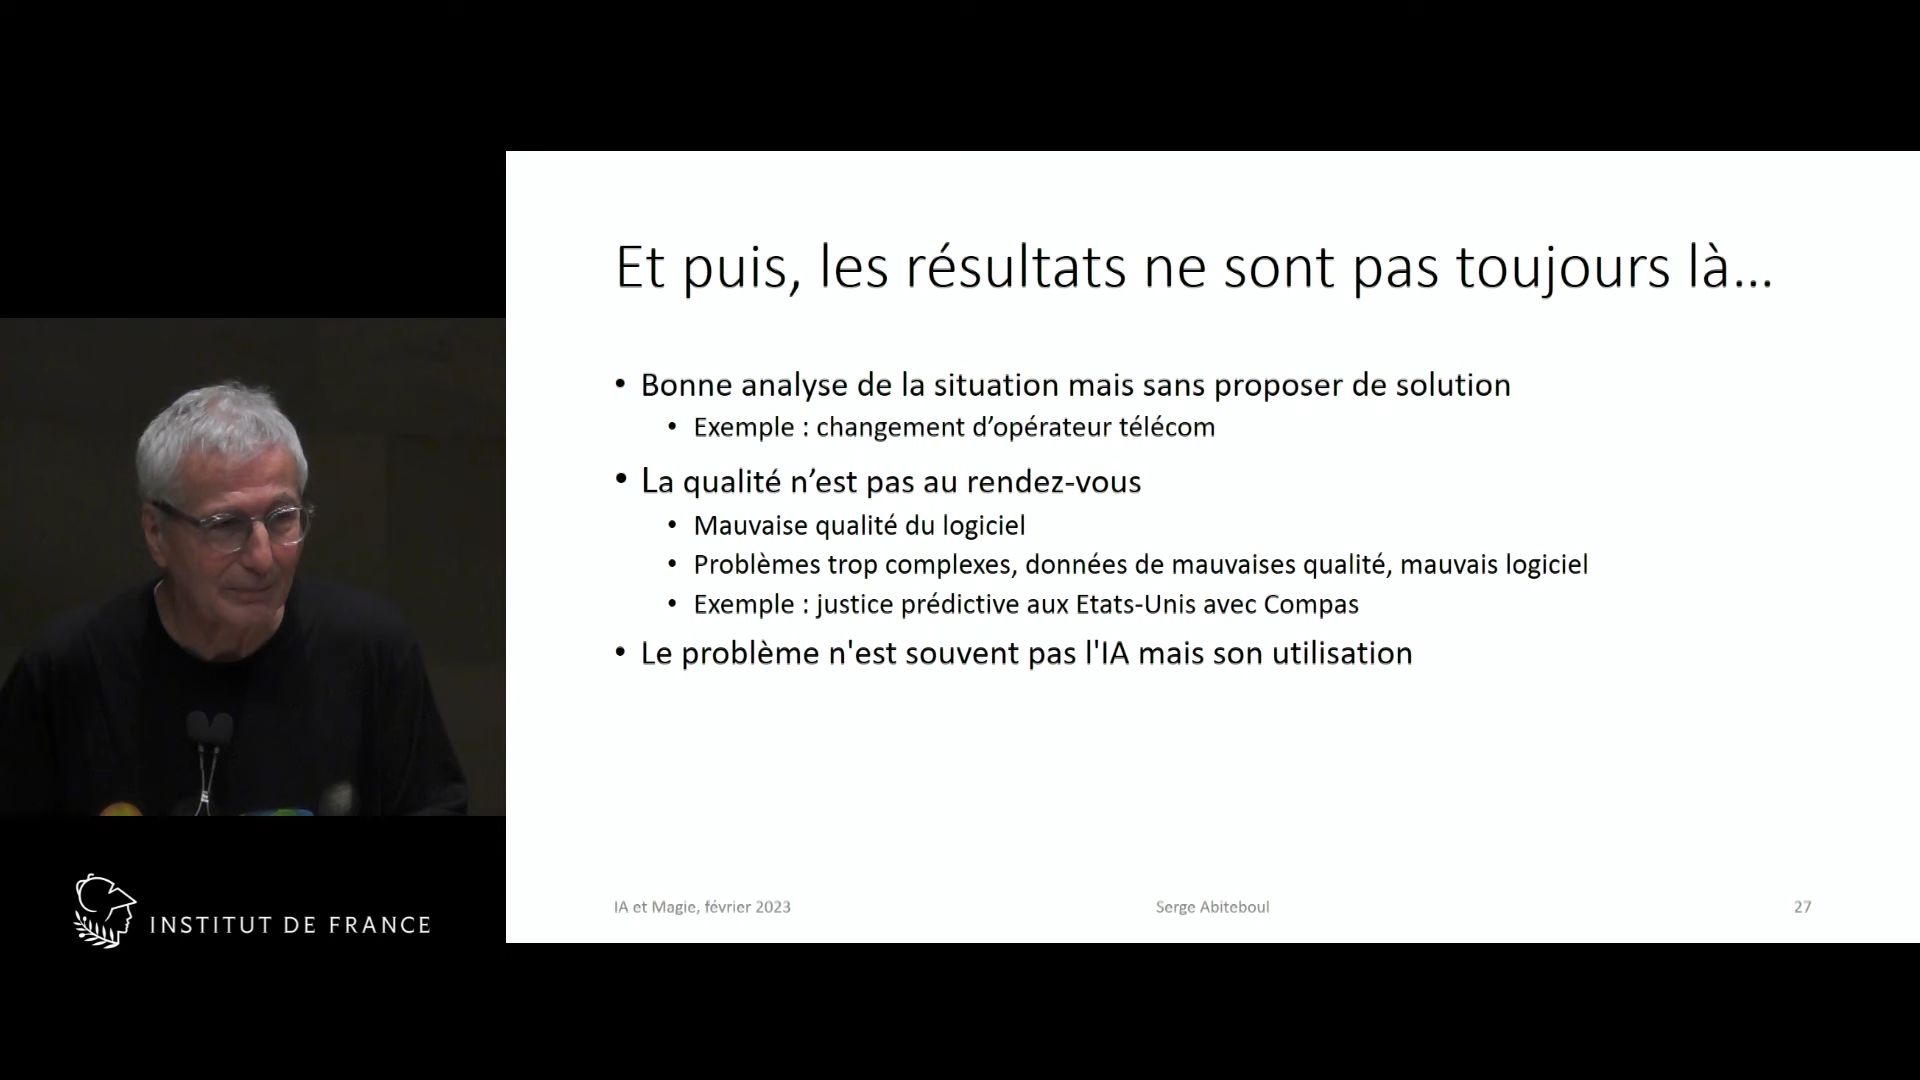 Et puis, les résultats ne sont pas toujours là...
• Bonne analyse de la situation mais sans proposer de solution
• Exemple : changement d’opérateur télécom
• La qualité n’est pas au rendez-vous
• Mauvaise qualité du logiciel
• Problèmes trop complexes, données de mauvaises qualité, mauvais logiciel
• Exemple : justice prédictive aux Etats-Unis avec Compas
• Le problème n'est souvent pas l'IA mais son utilisation
IA et Magie, février 2023
Serge Abiteboul
27
INSTITUT DE FRANCE